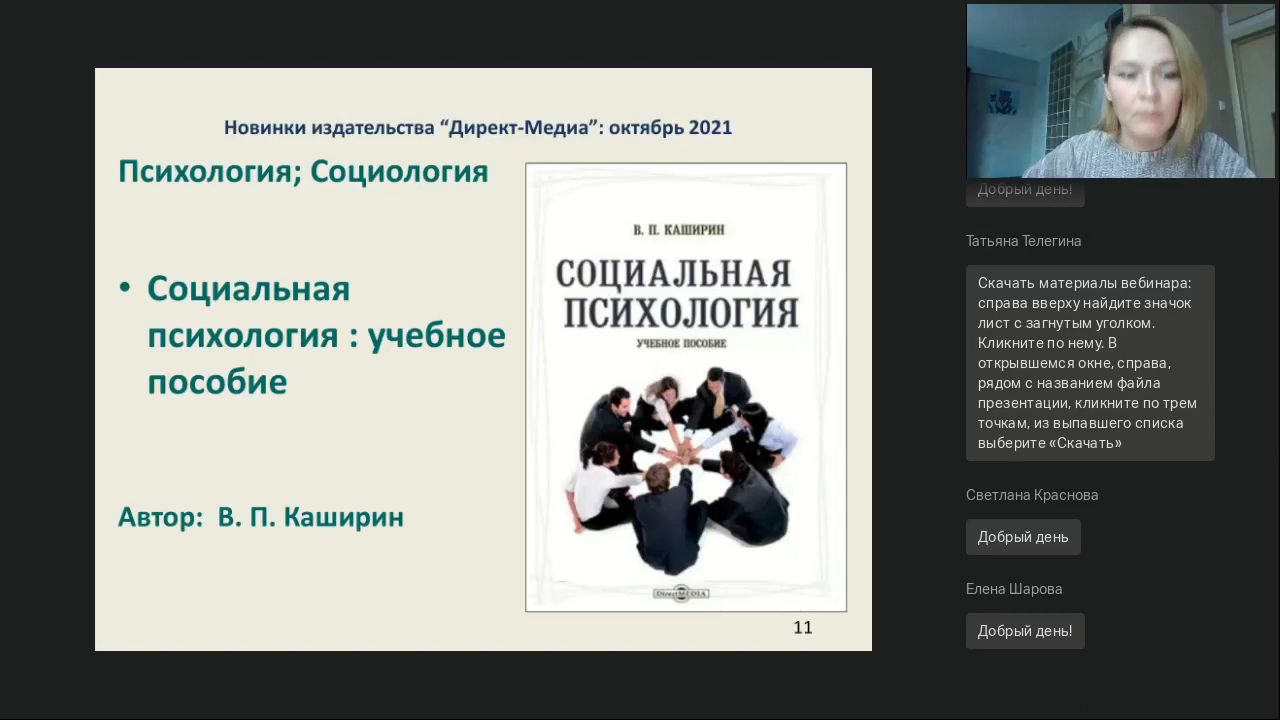 Новинки издательства “Директ-Медиа”: октябрь 2021
Психология; Социология
• Социальная
психология : учебное
пособие
Автор: В. П. Каширин
В. П. КАШИРИН
СОЦИАЛЬНАЯ
ПСИХОЛОГИЯ
УЧЕБНОЕ ПОСОБИЕ
DirectMEDIA
11
Добрый день!
Татьяна Телегина
Скачать материалы вебинара:
справа вверху найдите значок
лист с загнутым уголком.
Кликните по нему. В
открывшемся окне, справа,
рядом с названием файла
презентации, кликните по трем
точкам, из выпавшего списка
выберите «Скачать»
Светлана Краснова
Добрый день
Елена Шарова
Добрый день!